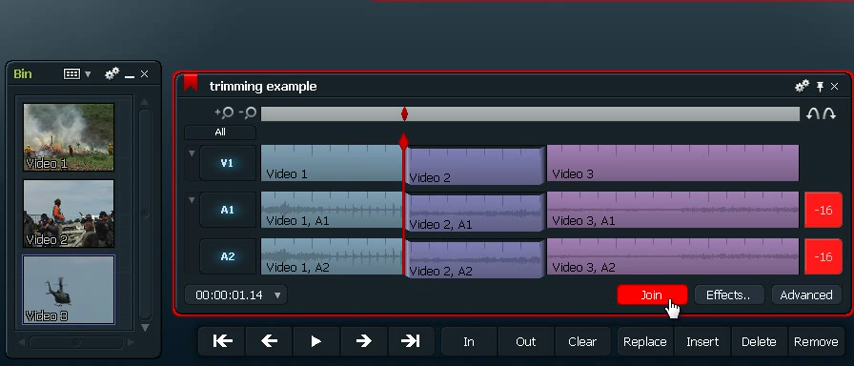 Bin
Video 1
Video 2
Video 3
trimming example
All
V1
Video 1
Video 2
Video 3
A1
Video 1, A1
Video 2, A1
Video 3, A1
-16
A2
Video 1, A2
Video 2, A2
Video 3, A2
-16
00:00:01.14
Join
Effects..
Advanced
In
Out
Clear
Replace
Insert
Delete
Remove